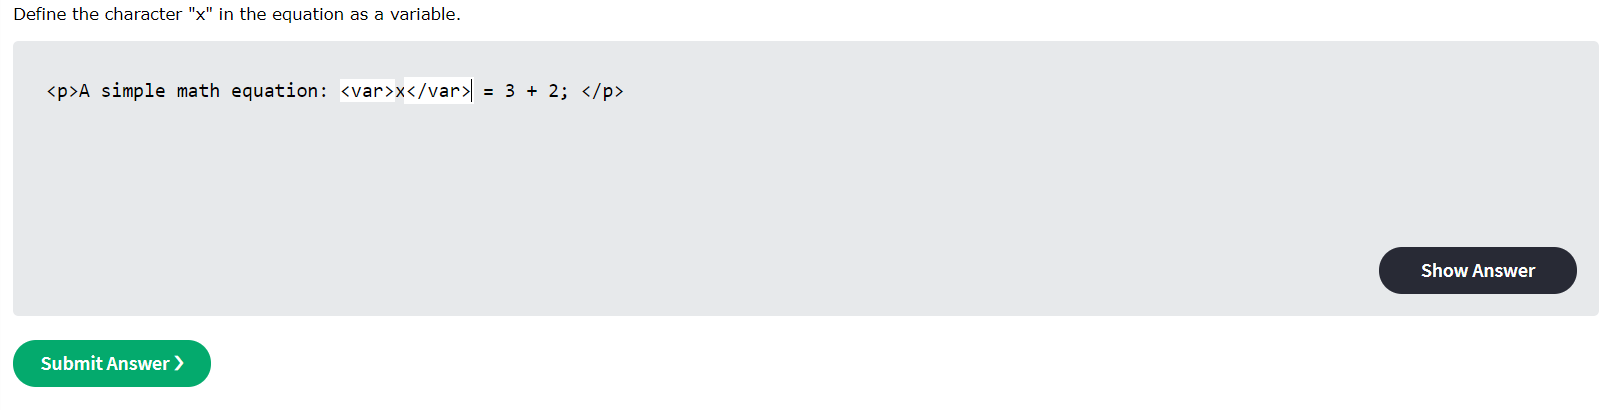 Define the character "x" in the equation as a variable.
<p>A simple math equation: <var>x</var> = 3 + 2; </p>
Show Answer
Submit Answer ❯